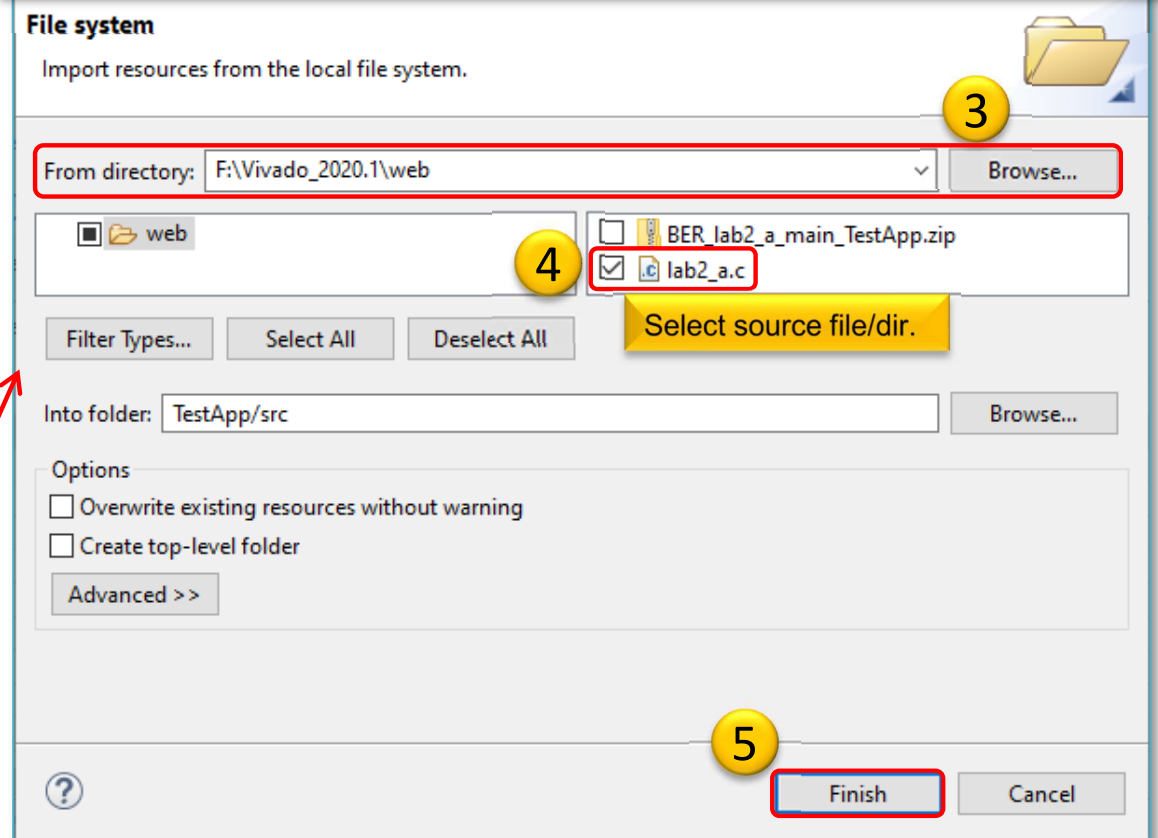 File system
Import resources from the local file system.
3
From directory: F:\Vivado_2020.1\web Browse...
web
BER_lab2_a_main_TestApp.zip
4
.c lab2_a.c
Select source file/dir.
Filter Types... Select All Deselect All
Into folder: TestApp/src Browse...
Options
Overwrite existing resources without warning
Create top-level folder
Advanced >>
5
? Finish Cancel